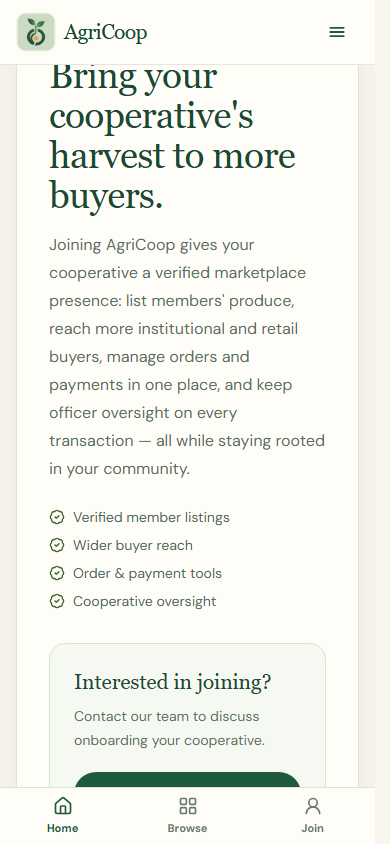 AgriCoop
Bring your
cooperative's
harvest to more
buyers.
Joining AgriCoop gives your
cooperative a verified marketplace
presence: list members' produce,
reach more institutional and retail
buyers, manage orders and
payments in one place, and keep
officer oversight on every
transaction — all while staying rooted
in your community.
Verified member listings
Wider buyer reach
Order & payment tools
Cooperative oversight
Interested in joining?
Contact our team to discuss
onboarding your cooperative.
Home
Browse
Join